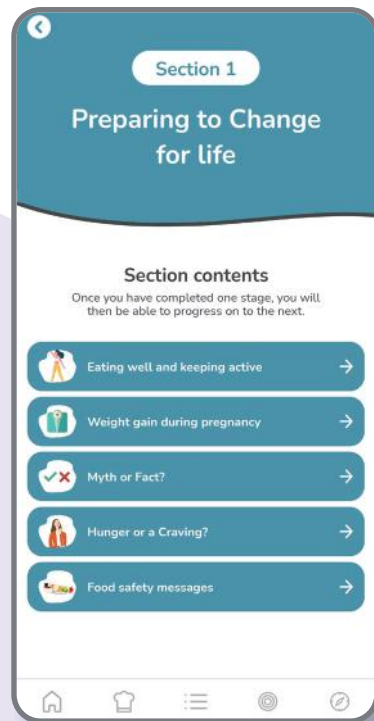 Section 1
Preparing to Change
for life
Section contents
Once you have completed one stage, you will
then be able to progress on to the next.
Eating well and keeping active
Weight gain during pregnancy
Myth or Fact?
Hunger or a Craving?
Food safety messages